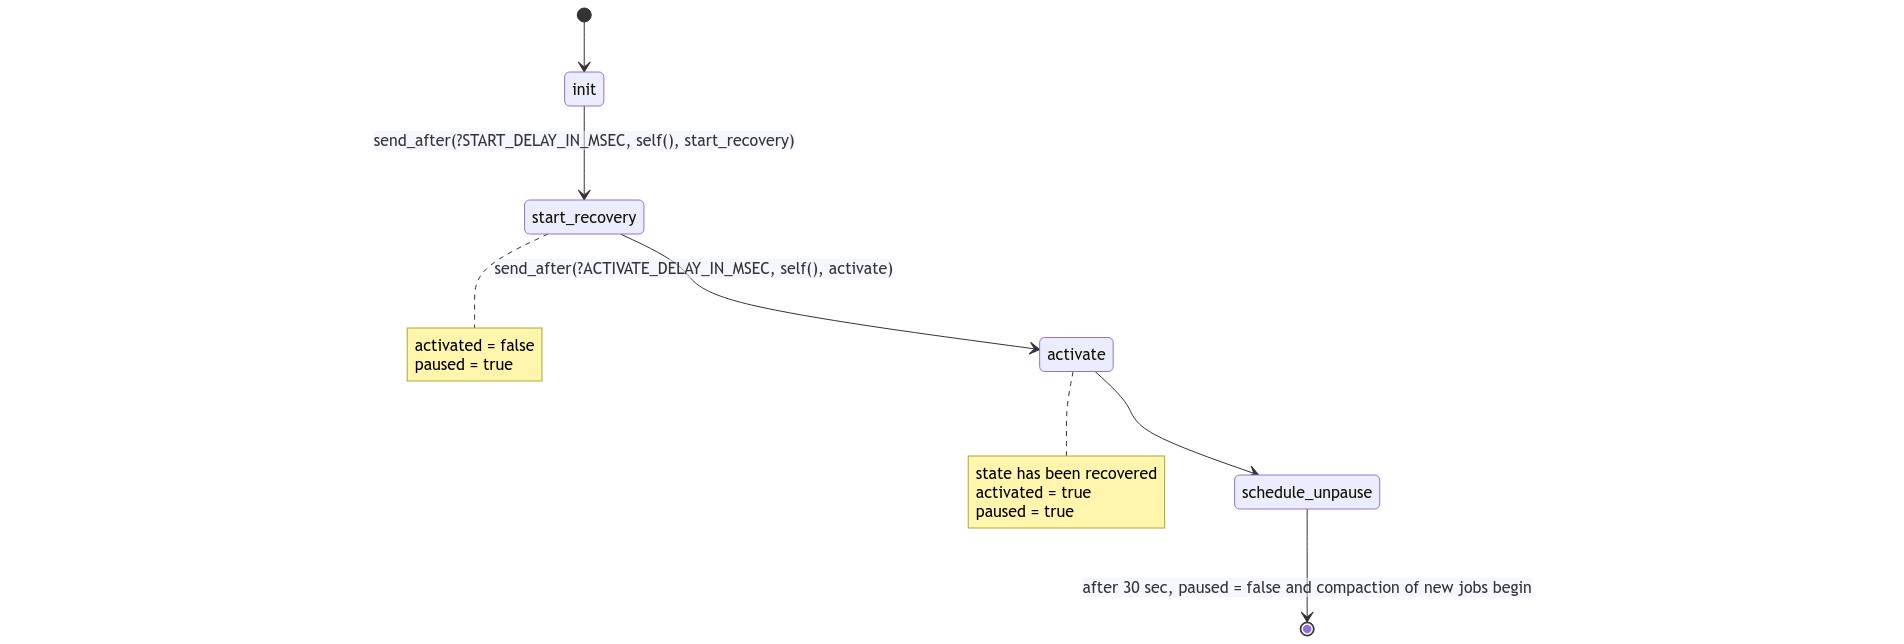 init
send_after(?START_DELAY_IN_MSEC, self(), start_recovery)
start_recovery
send_after(?ACTIVATE_DELAY_IN_MSEC, self(), activate)
activated = false
paused = true
activate
state has been recovered
activated = true
paused = true
schedule_unpause
after 30 sec, paused = false and compaction of new jobs begin